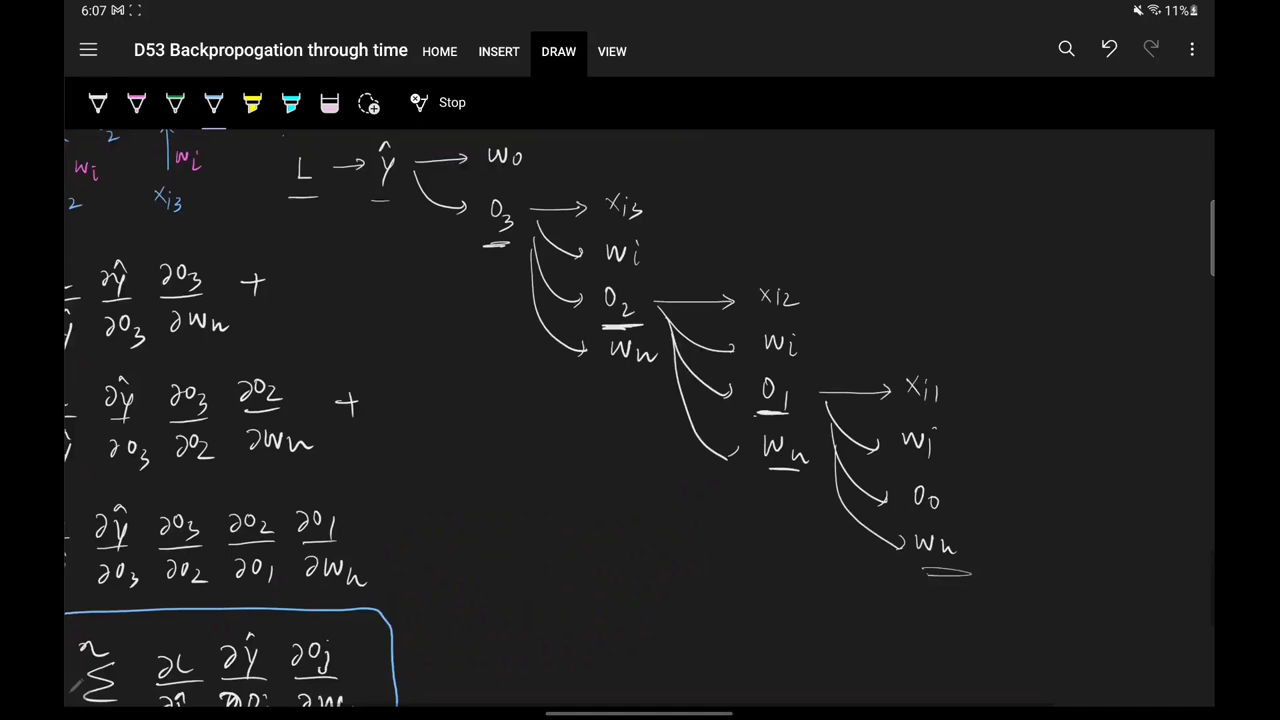 6:07 11%
D53 Backpropogation through time HOME INSERT DRAW VIEW
Stop
2
wi wi
2 xi3
L → ŷ → wo
O3 → xi3
wi
O2 → xi2
wn
wi
O1 → xi1
wn
wi
O0
wn
∂ŷ/∂O3 ∂O3/∂wn +
∂ŷ/∂O3 ∂O3/∂O2 ∂O2/∂wn +
∂ŷ/∂O3 ∂O3/∂O2 ∂O2/∂O1 ∂O1/∂wn
n
Σ ∂L ∂ŷ ∂Oj